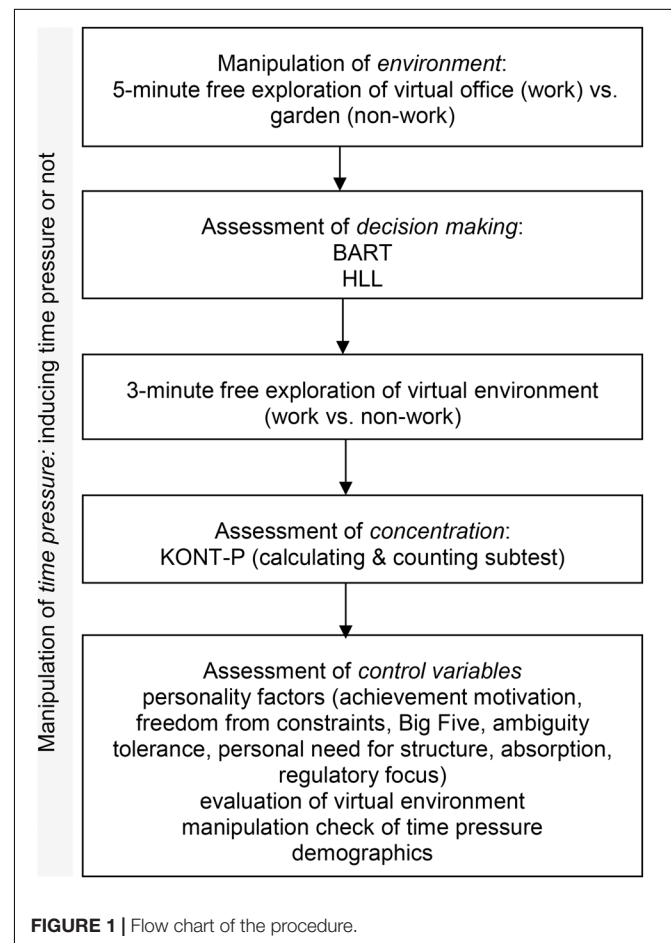 Manipulation of time pressure: inducing time pressure or not
Manipulation of environment:
5-minute free exploration of virtual office (work) vs.
garden (non-work)
Assessment of decision making:
BART
HLL
3-minute free exploration of virtual environment
(work vs. non-work)
Assessment of concentration:
KONT-P (calculating & counting subtest)
Assessment of control variables
personality factors (achievement motivation,
freedom from constraints, Big Five, ambiguity
tolerance, personal need for structure, absorption,
regulatory focus)
evaluation of virtual environment
manipulation check of time pressure
demographics
FIGURE 1 | Flow chart of the procedure.